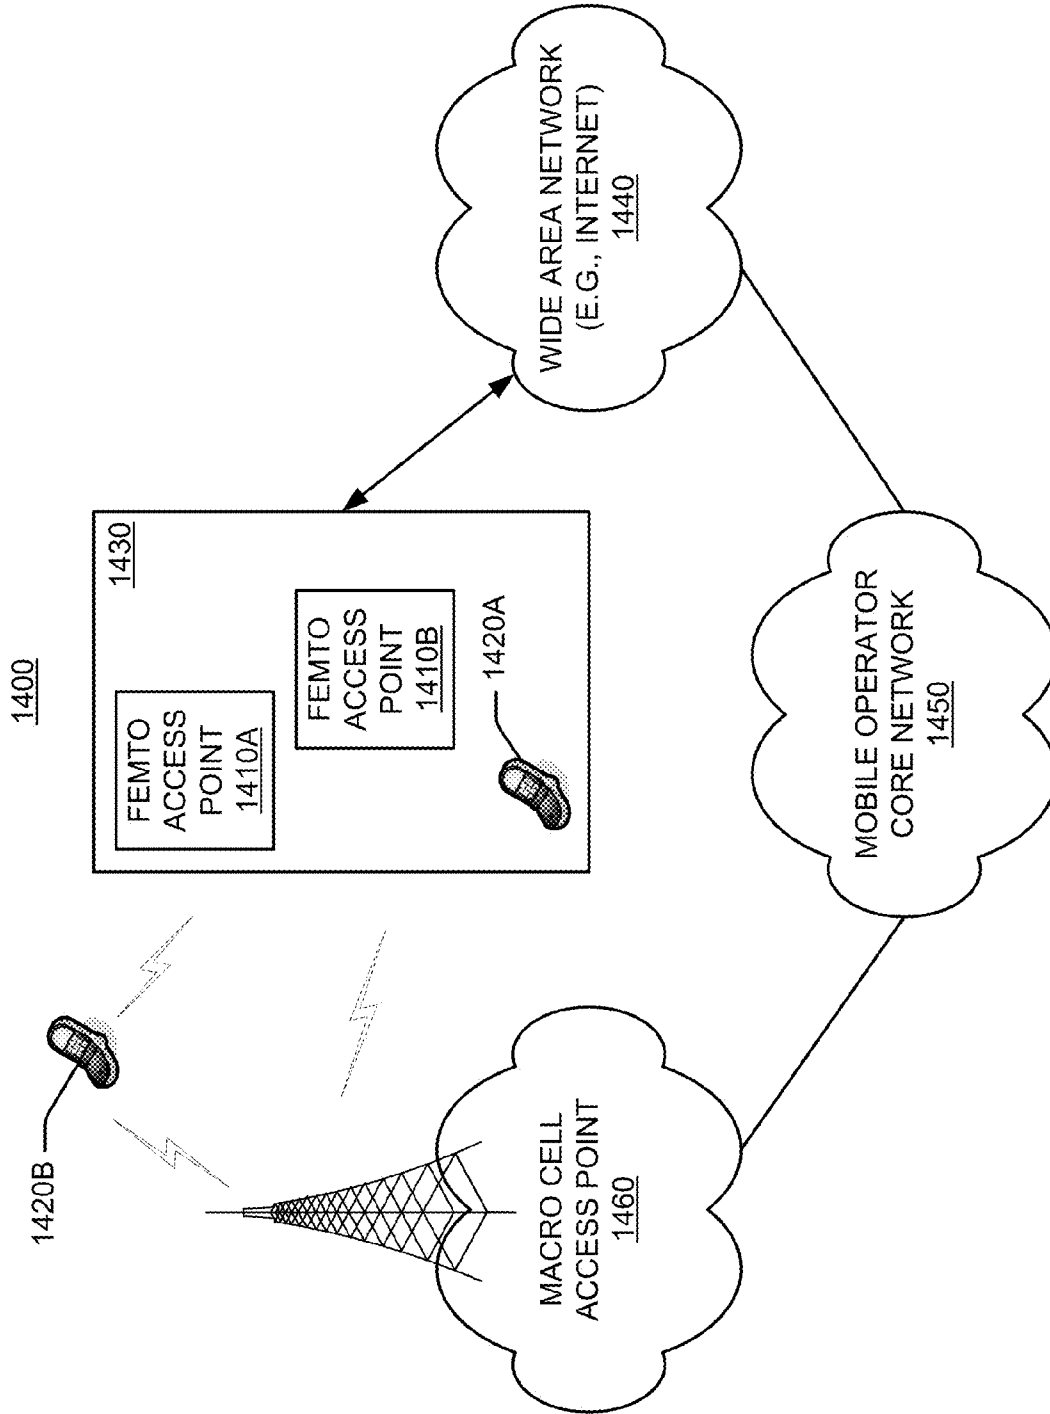 1400
1420B
1430
FEMTO
ACCESS
POINT
1410A
FEMTO
ACCESS
POINT
1410B
1420A
MACRO CELL
ACCESS POINT
1460
WIDE AREA NETWORK
(E.G., INTERNET)
1440
MOBILE OPERATOR
CORE NETWORK
1450